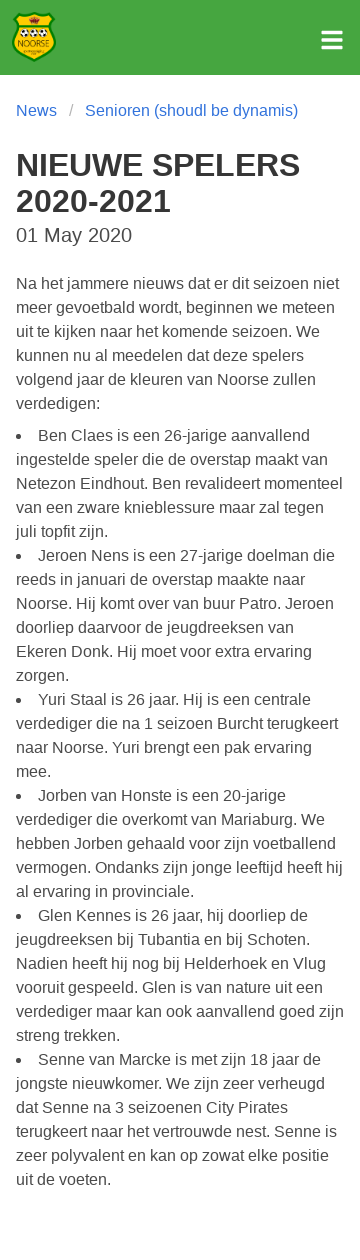 NOORSE
News / Senioren (shoudl be dynamis)
NIEUWE SPELERS
2020-2021
01 May 2020
Na het jammere nieuws dat er dit seizoen niet
meer gevoetbald wordt, beginnen we meteen
uit te kijken naar het komende seizoen. We
kunnen nu al meedelen dat deze spelers
volgend jaar de kleuren van Noorse zullen
verdedigen:
• Ben Claes is een 26-jarige aanvallend
ingestelde speler die de overstap maakt van
Netezon Eindhout. Ben revalideert momenteel
van een zware knieblessure maar zal tegen
juli topfit zijn.
• Jeroen Nens is een 27-jarige doelman die
reeds in januari de overstap maakte naar
Noorse. Hij komt over van buur Patro. Jeroen
doorliep daarvoor de jeugdreeksen van
Ekeren Donk. Hij moet voor extra ervaring
zorgen.
• Yuri Staal is 26 jaar. Hij is een centrale
verdediger die na 1 seizoen Burcht terugkeert
naar Noorse. Yuri brengt een pak ervaring
mee.
• Jorben van Honste is een 20-jarige
verdediger die overkomt van Mariaburg. We
hebben Jorben gehaald voor zijn voetballend
vermogen. Ondanks zijn jonge leeftijd heeft hij
al ervaring in provinciale.
• Glen Kennes is 26 jaar, hij doorliep de
jeugdreeksen bij Tubantia en bij Schoten.
Nadien heeft hij nog bij Helderhoek en Vlug
vooruit gespeeld. Glen is van nature uit een
verdediger maar kan ook aanvallend goed zijn
streng trekken.
• Senne van Marcke is met zijn 18 jaar de
jongste nieuwkomer. We zijn zeer verheugd
dat Senne na 3 seizoenen City Pirates
terugkeert naar het vertrouwde nest. Senne is
zeer polyvalent en kan op zowat elke positie
uit de voeten.